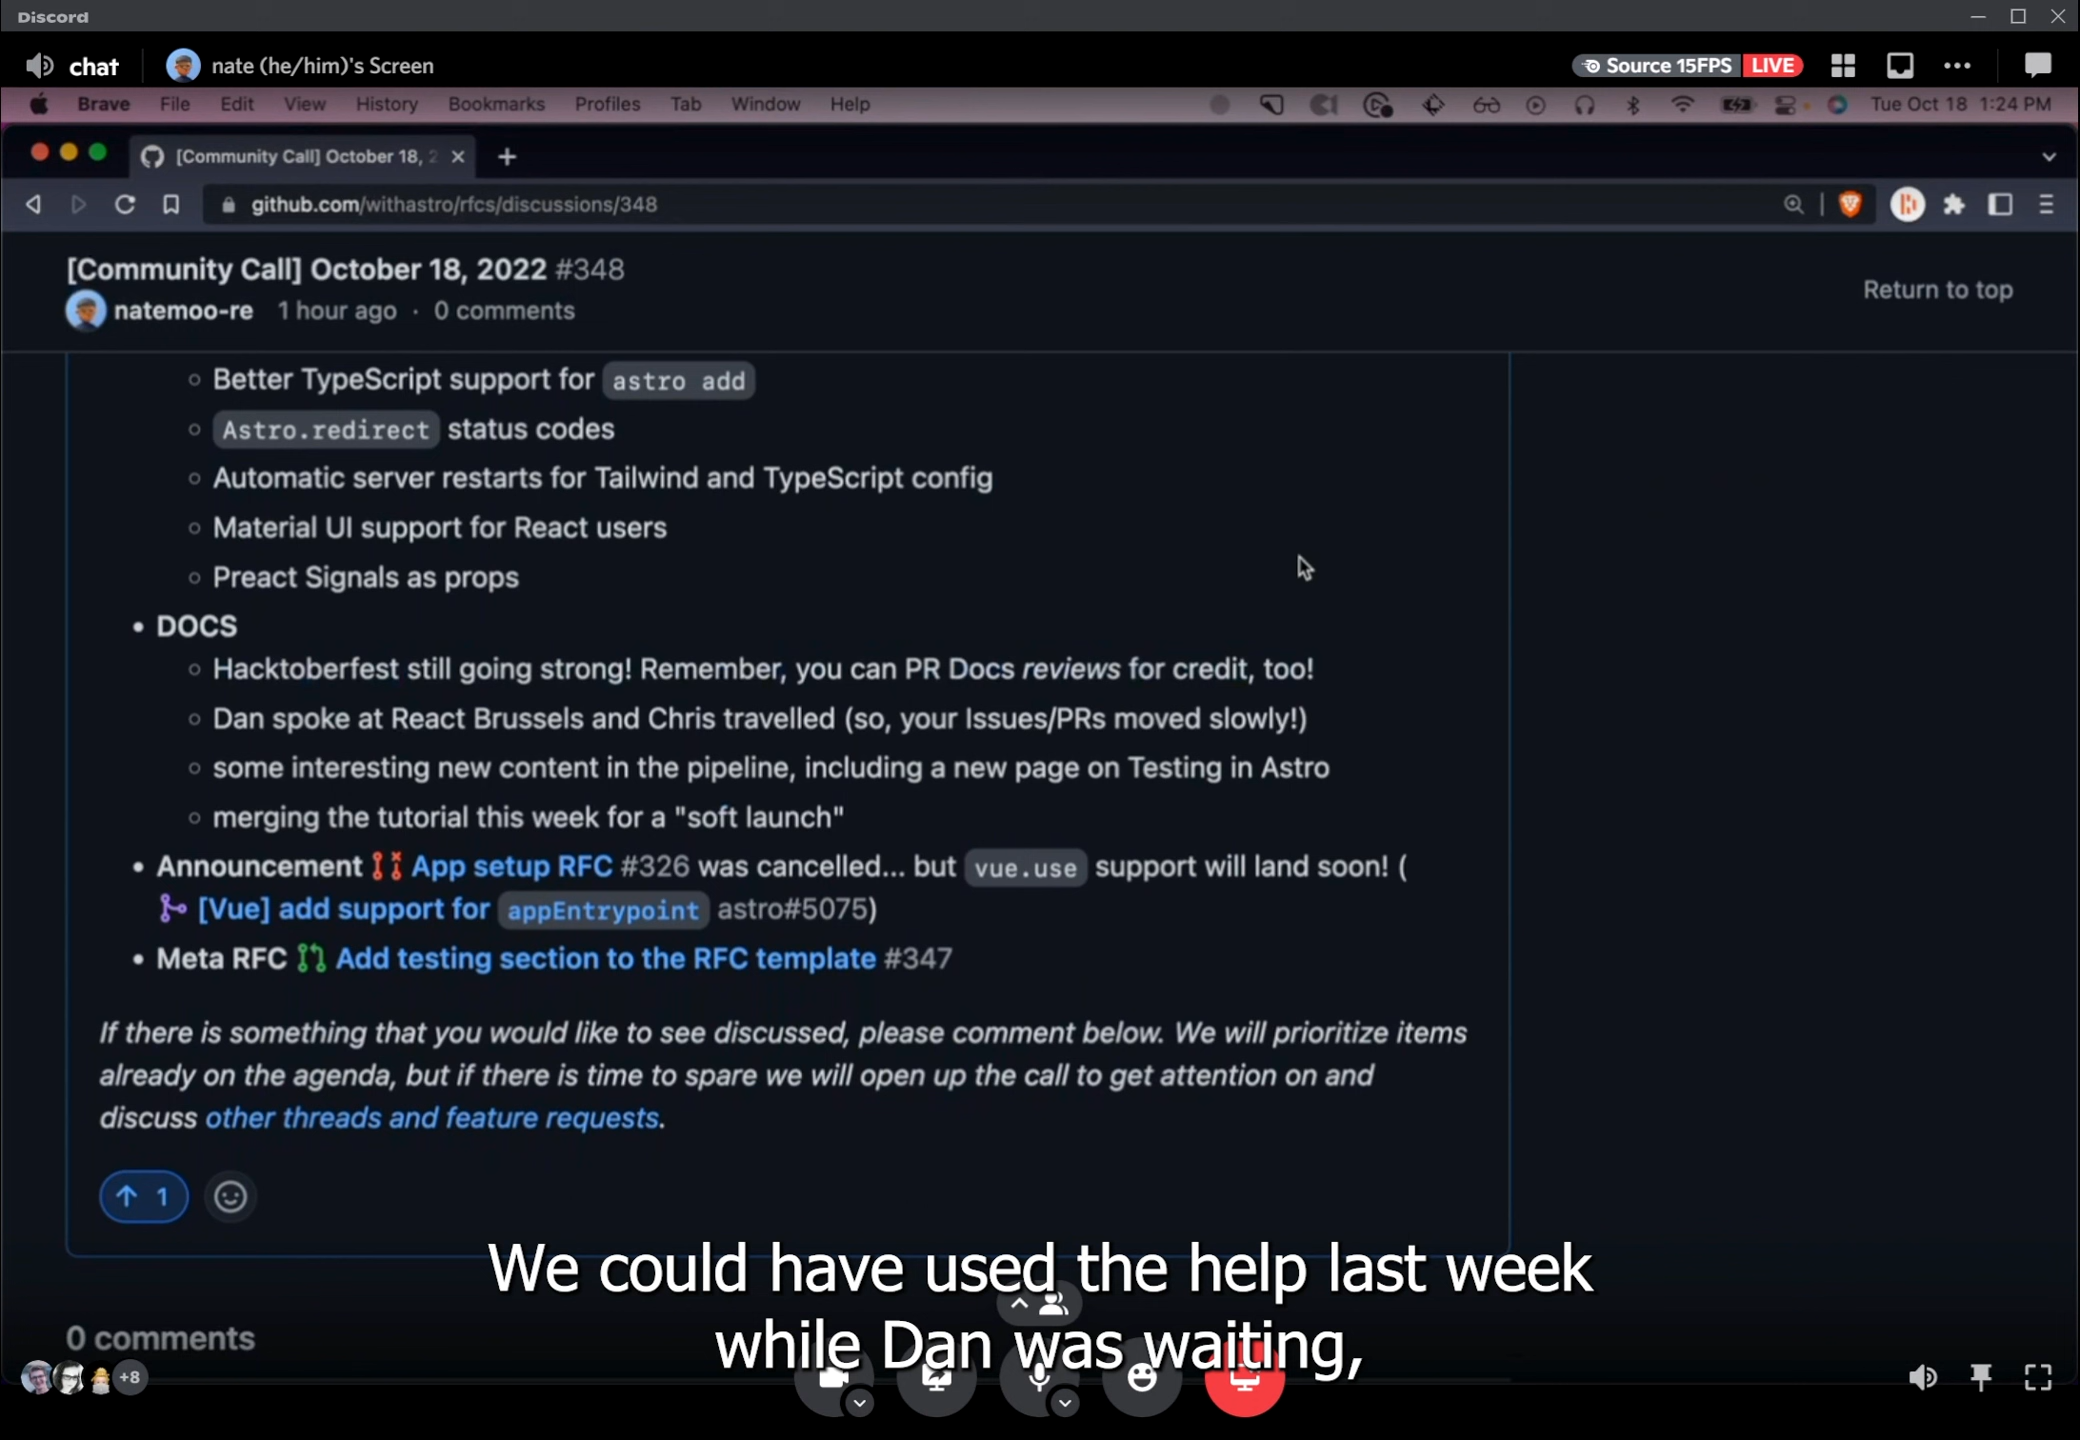 Discord
chat
nate (he/him)'s Screen
Source 15FPS LIVE
Brave File Edit View History Bookmarks Profiles Tab Window Help
Tue Oct 18 1:24 PM
[Community Call] October 18, 2
github.com/withastro/rfcs/discussions/348
[Community Call] October 18, 2022 #348
Return to top
natemoo-re 1 hour ago · 0 comments
Better TypeScript support for astro add
Astro.redirect status codes
Automatic server restarts for Tailwind and TypeScript config
Material UI support for React users
Preact Signals as props
DOCS
Hacktoberfest still going strong! Remember, you can PR Docs reviews for credit, too!
Dan spoke at React Brussels and Chris travelled (so, your Issues/PRs moved slowly!)
some interesting new content in the pipeline, including a new page on Testing in Astro
merging the tutorial this week for a "soft launch"
Announcement App setup RFC #326 was cancelled... but vue.use support will land soon! (
[Vue] add support for appEntrypoint astro#5075)
Meta RFC Add testing section to the RFC template #347
If there is something that you would like to see discussed, please comment below. We will prioritize items
already on the agenda, but if there is time to spare we will open up the call to get attention on and
discuss other threads and feature requests.
1
We could have used the help last week
while Dan was waiting,
0 comments
+8